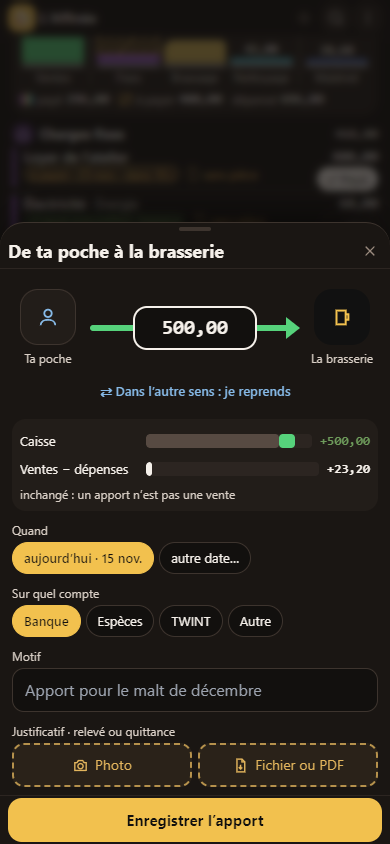 De ta poche à la brasserie
×
500,00
Ta poche
La brasserie
⇄ Dans l'autre sens : je reprends
Caisse +500,00
Ventes – dépenses +23,20
inchangé : un apport n'est pas une vente
Quand
aujourd'hui · 15 nov.
autre date...
Sur quel compte
Banque
Espèces
TWINT
Autre
Motif
Apport pour le malt de décembre
Justificatif · relevé ou quittance
Photo
Fichier ou PDF
Enregistrer l'apport